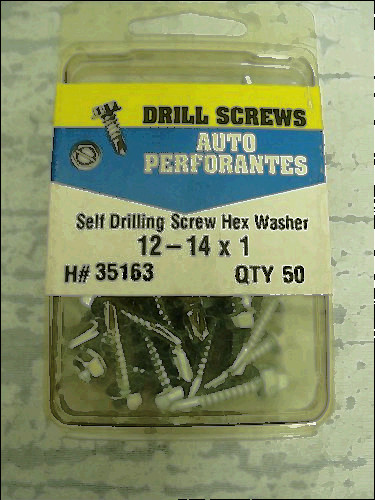 DRILL SCREWS
AUTO
PERFORANTES
Self Drilling Screw Hex Washer
12-14 x 1
H# 35163 QTY 50